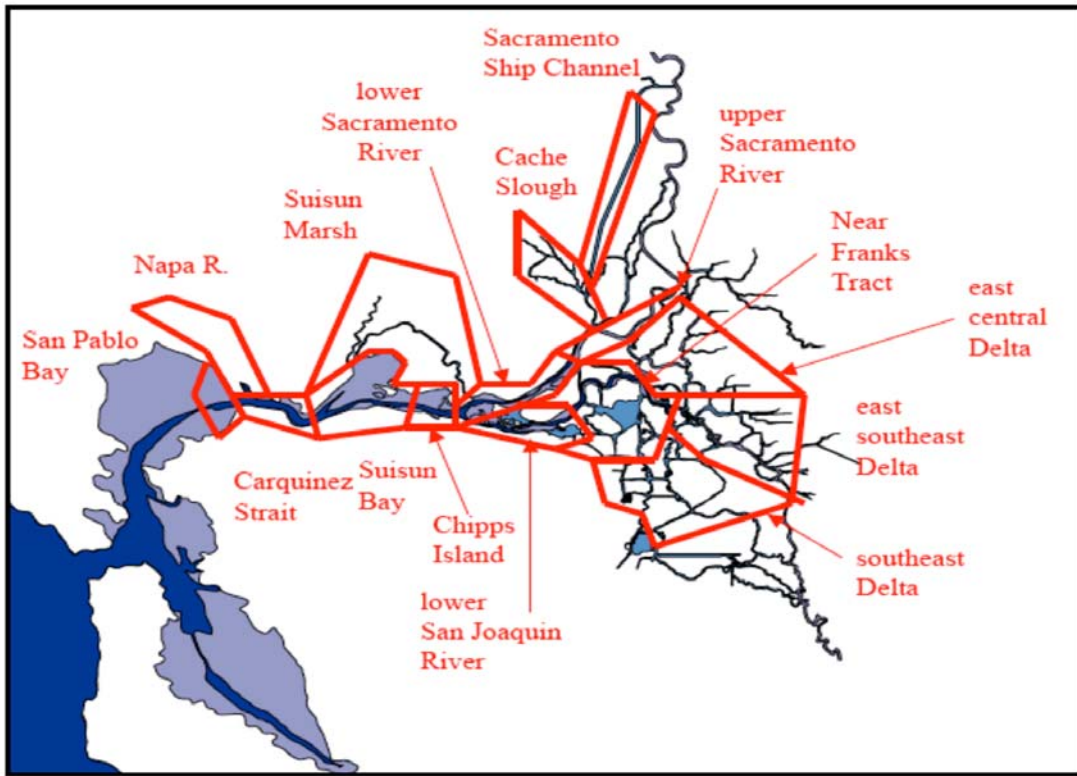 Sacramento
Ship Channel
lower
Sacramento
River
upper
Sacramento
River
Cache
Slough
Suisun
Marsh
Near
Franks
Tract
Napa R.
east
central
Delta
San Pablo
Bay
east
southeast
Delta
Carquinez
Strait
Suisun
Bay
Chipps
Island
southeast
Delta
lower
San Joaquin
River